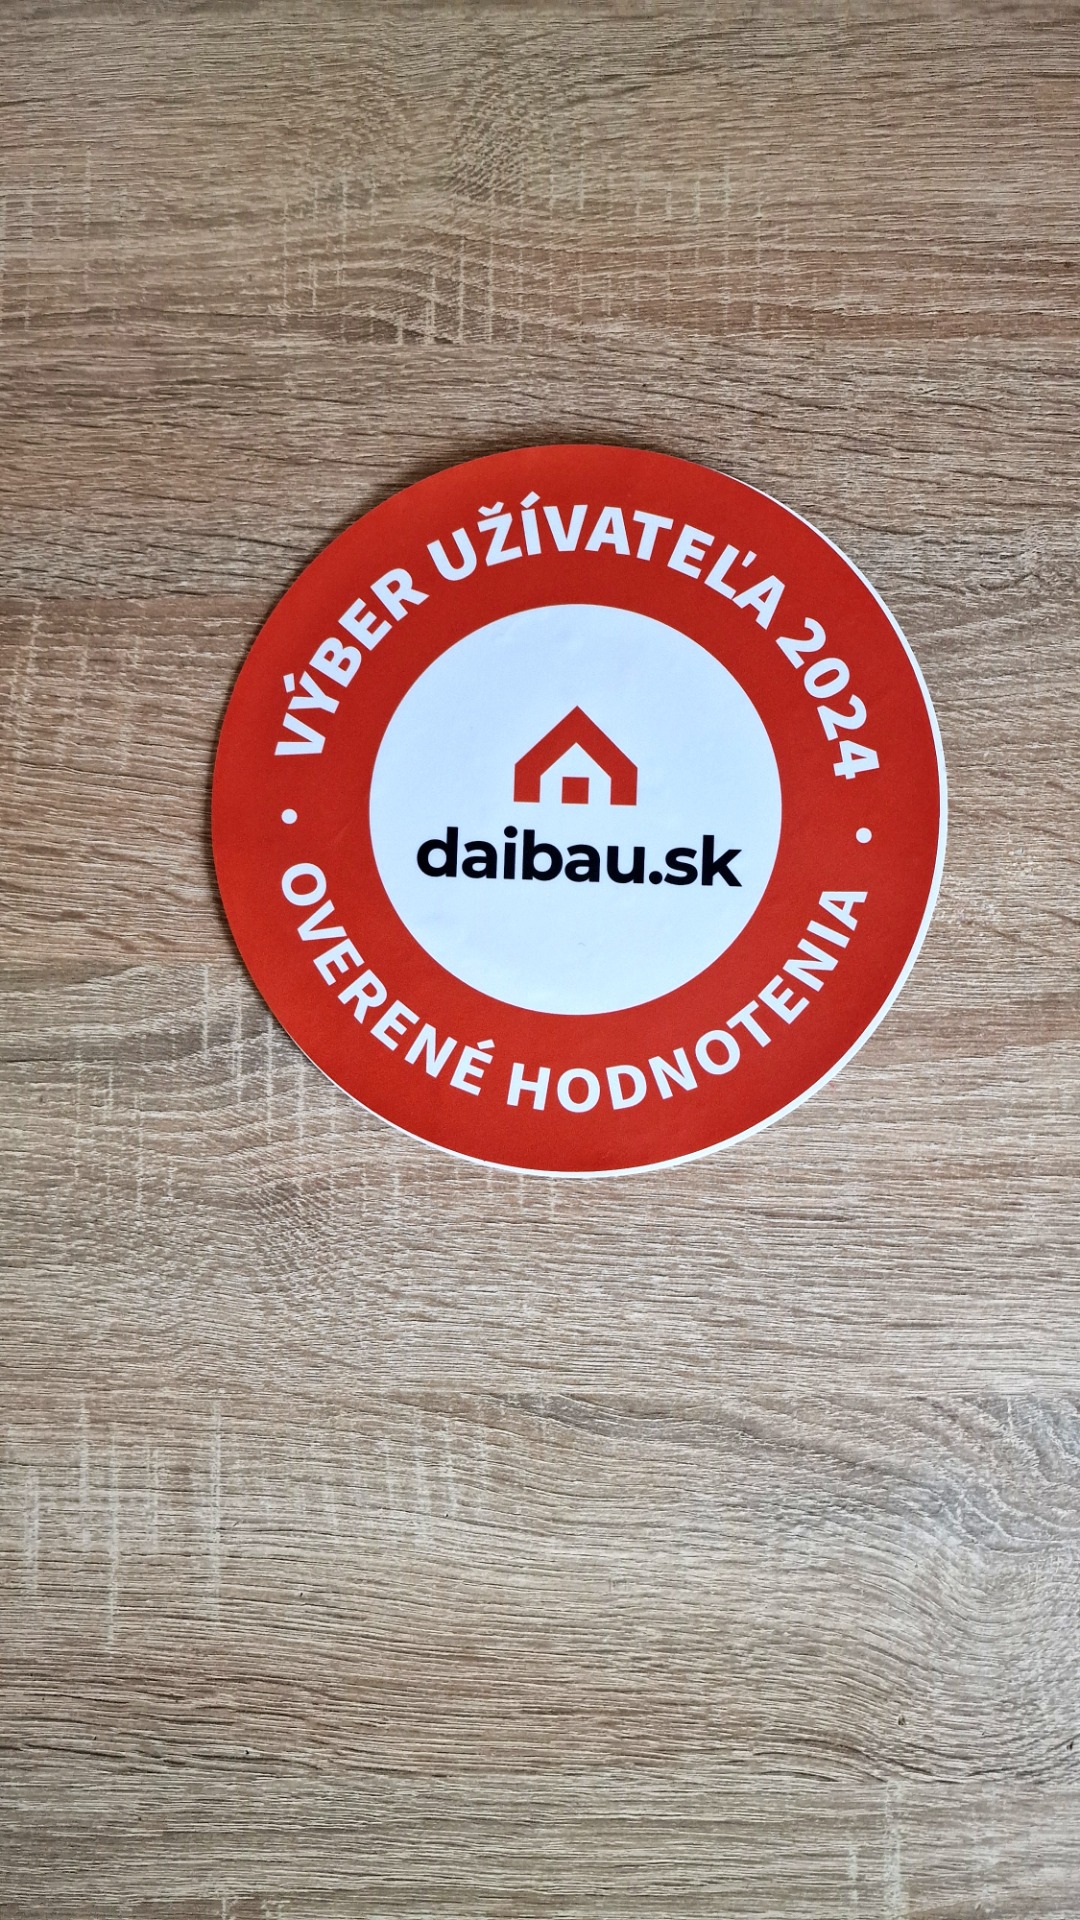 VÝBER UŽÍVATEĽA 2024
daibau.sk
OVERENÉ HODNOTENIA